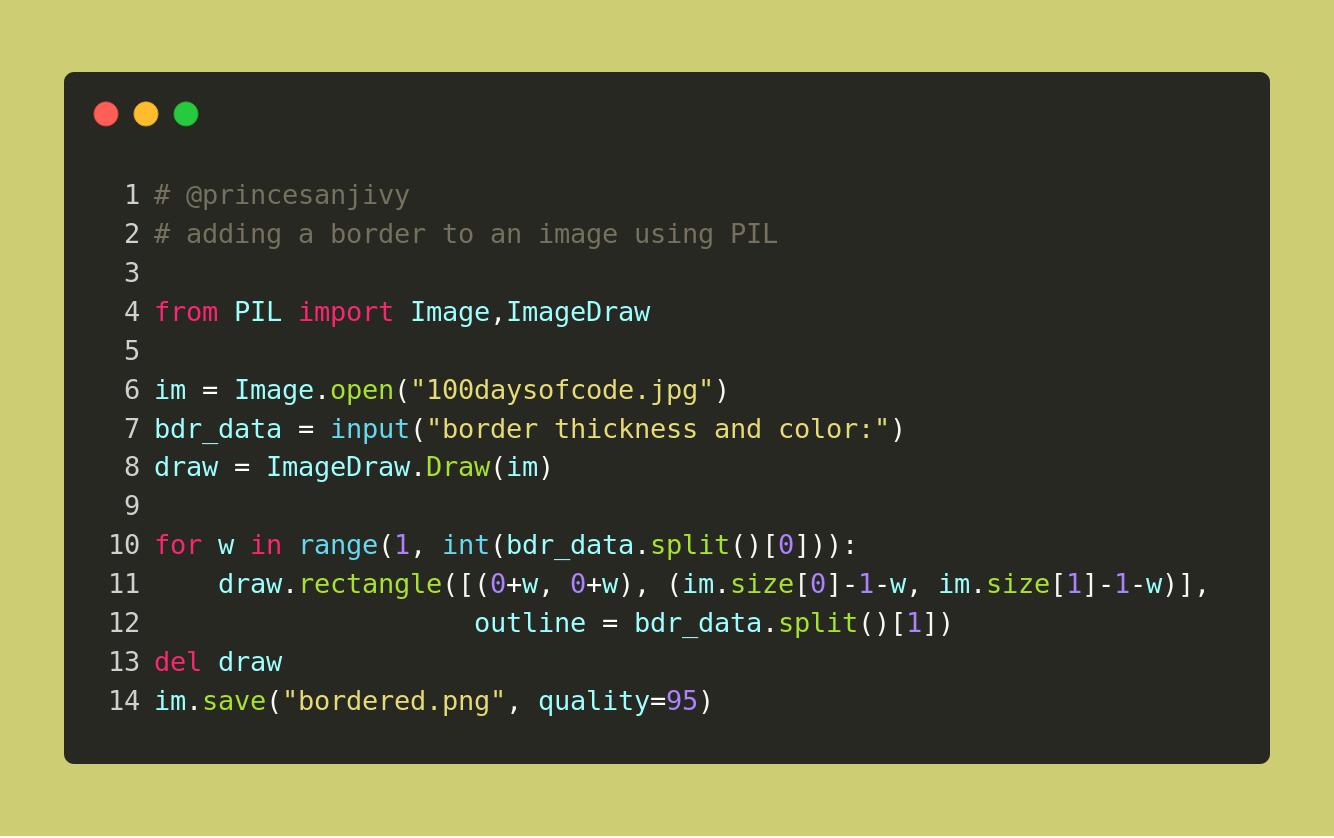 1 # @princesanjivy
2 # adding a border to an image using PIL
3
4 from PIL import Image,ImageDraw
5
6 im = Image.open("100daysofcode.jpg")
7 bdr_data = input("border thickness and color:")
8 draw = ImageDraw.Draw(im)
9
10 for w in range(1, int(bdr_data.split()[0])):
11     draw.rectangle([(0+w, 0+w), (im.size[0]-1-w, im.size[1]-1-w)],
12                     outline = bdr_data.split()[1])
13 del draw
14 im.save("bordered.png", quality=95)